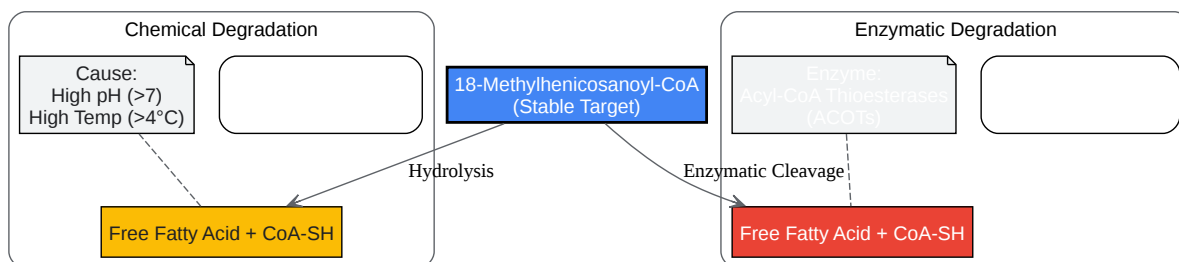 Chemical Degradation
Cause:
High pH (>7)
High Temp (>4°C)
18-Methylhenicosanoyl-CoA
(Stable Target)
Enzymatic Degradation
Enzyme:
Acyl-CoA Thioesterases
(ACOTs)
Hydrolysis
Enzymatic Cleavage
Free Fatty Acid + CoA-SH
Free Fatty Acid + CoA-SH